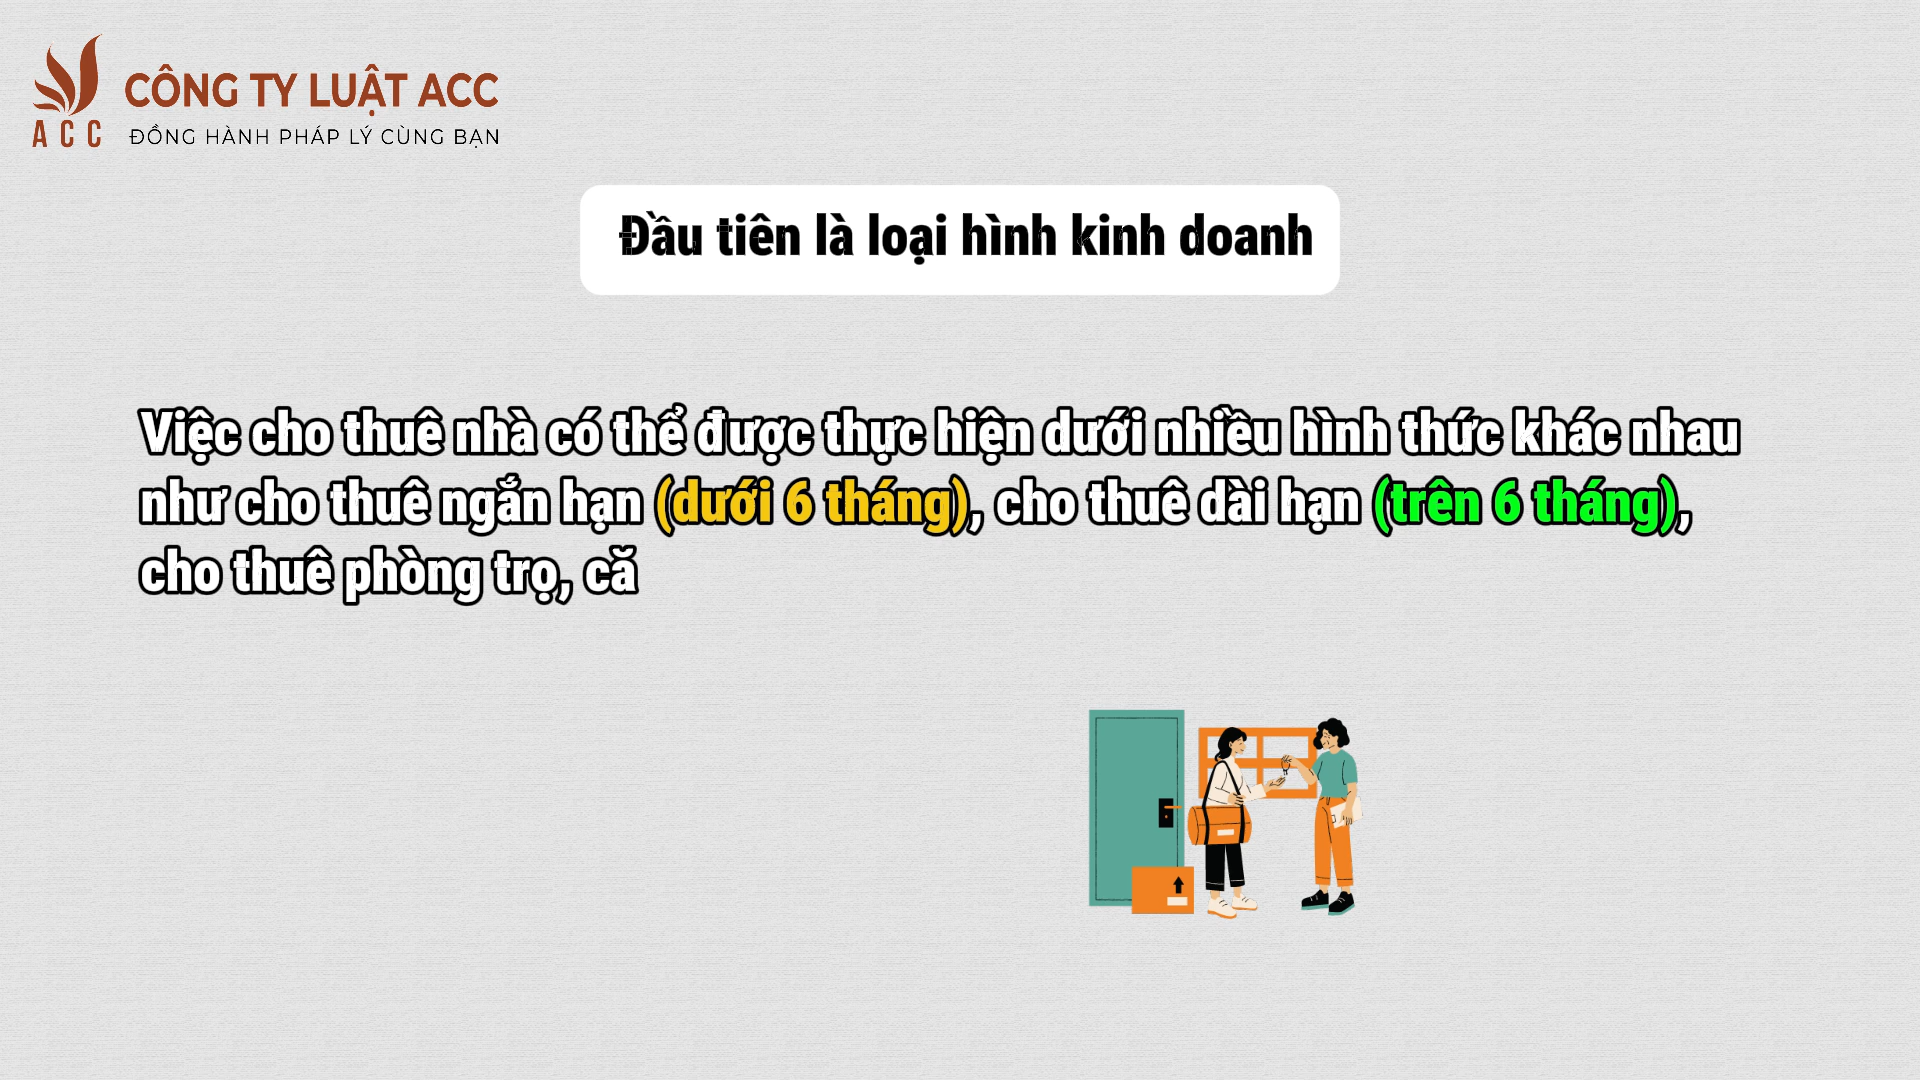 CÔNG TY LUẬT ACC
ACC
ĐỒNG HÀNH PHÁP LÝ CÙNG BẠN
Đầu tiên là loại hình kinh doanh
Việc cho thuê nhà có thể được thực hiện dưới nhiều hình thức khác nhau
như cho thuê ngắn hạn (dưới 6 tháng), cho thuê dài hạn (trên 6 tháng),
cho thuê phòng trọ, că